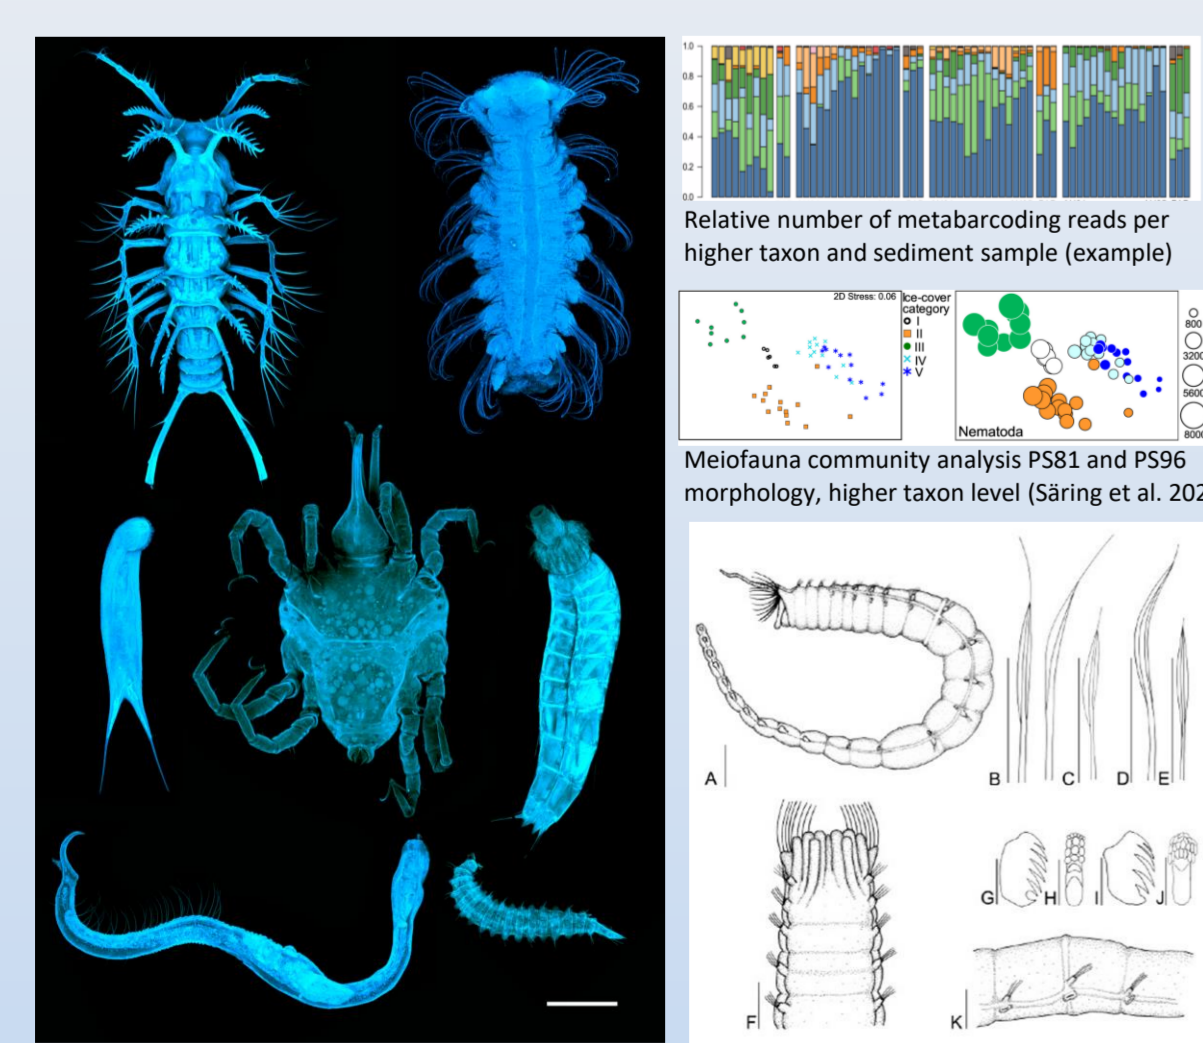 1.0
0.8
0.6
0.4
0.2
0.0
Relative number of metabarcoding reads per
higher taxon and sediment sample (example)
2D Stress: 0.06
Ice-cover
category
I
II
III
IV
V
Nematoda
800
3200
5600
8000
Meiofauna community analysis PS81 and PS96
morphology, higher taxon level (Säring et al. 202
A
B
C
D
E
F
G
H
I
J
K